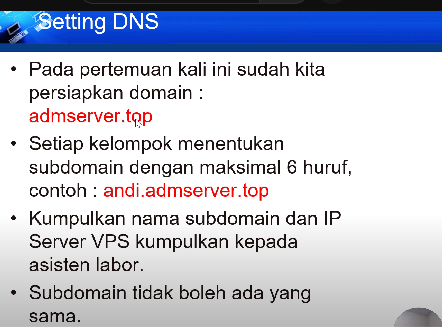 Setting DNS
• Pada pertemuan kali ini sudah kita
persiapkan domain :
admserver.top
• Setiap kelompok menentukan
subdomain dengan maksimal 6 huruf,
contoh : andi.admserver.top
• Kumpulkan nama subdomain dan IP
Server VPS kumpulkan kepada
asisten labor.
• Subdomain tidak boleh ada yang
sama.